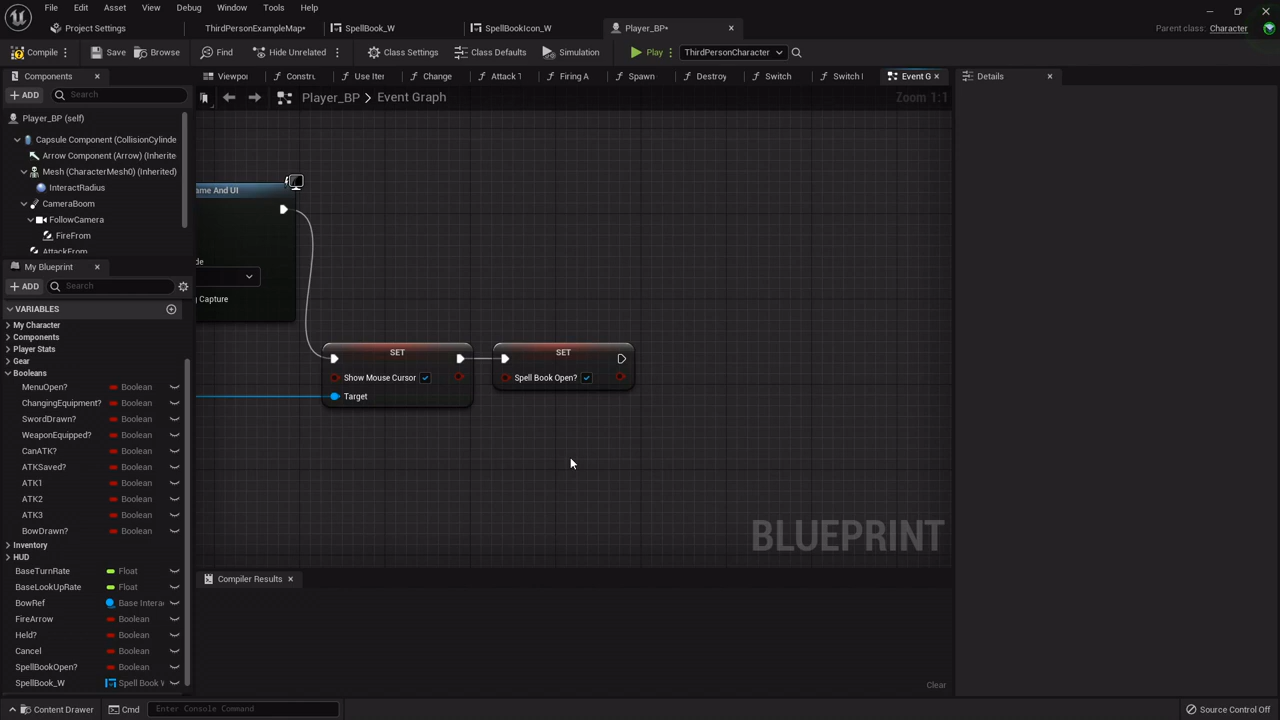 File Edit Asset View Debug Window Tools Help
Project Settings ThirdPersonExampleMap• SpellBook_W SpellBookIcon_W Player_BP• Parent class: Character
Compile Save Browse Find Hide Unrelated Class Settings Class Defaults Simulation Play ThirdPersonCharacter
Components Viewpor Constru Use Iter Change Attack T Firing A Spawn Destroy Switch Switch I Event G Details
ADD Search
Player_BP > Event Graph Zoom 1:1
Player_BP (self)
Capsule Component (CollisionCylinde
Arrow Component (Arrow) (Inherite
Mesh (CharacterMesh0) (Inherited)
InteractRadius
CameraBoom
FollowCamera
FireFrom
AttackFrom
ame And UI
de
g Capture
My Blueprint
ADD Search
VARIABLES
My Character
Components
Player Stats
Gear
Booleans
MenuOpen? Boolean
ChangingEquipment? Boolean
SwordDrawn? Boolean
WeaponEquipped? Boolean
CanATK? Boolean
ATKSaved? Boolean
ATK1 Boolean
ATK2 Boolean
ATK3 Boolean
BowDrawn? Boolean
Inventory
HUD
BaseTurnRate Float
BaseLookUpRate Float
BowRef Base Intera
FireArrow Boolean
Held? Boolean
Cancel Boolean
SpellBookOpen? Boolean
SpellBook_W Spell Book W
SET
Show Mouse Cursor
Target
SET
Spell Book Open?
BLUEPRINT
Compiler Results
Clear
Content Drawer Cmd Enter Console Command Source Control Off